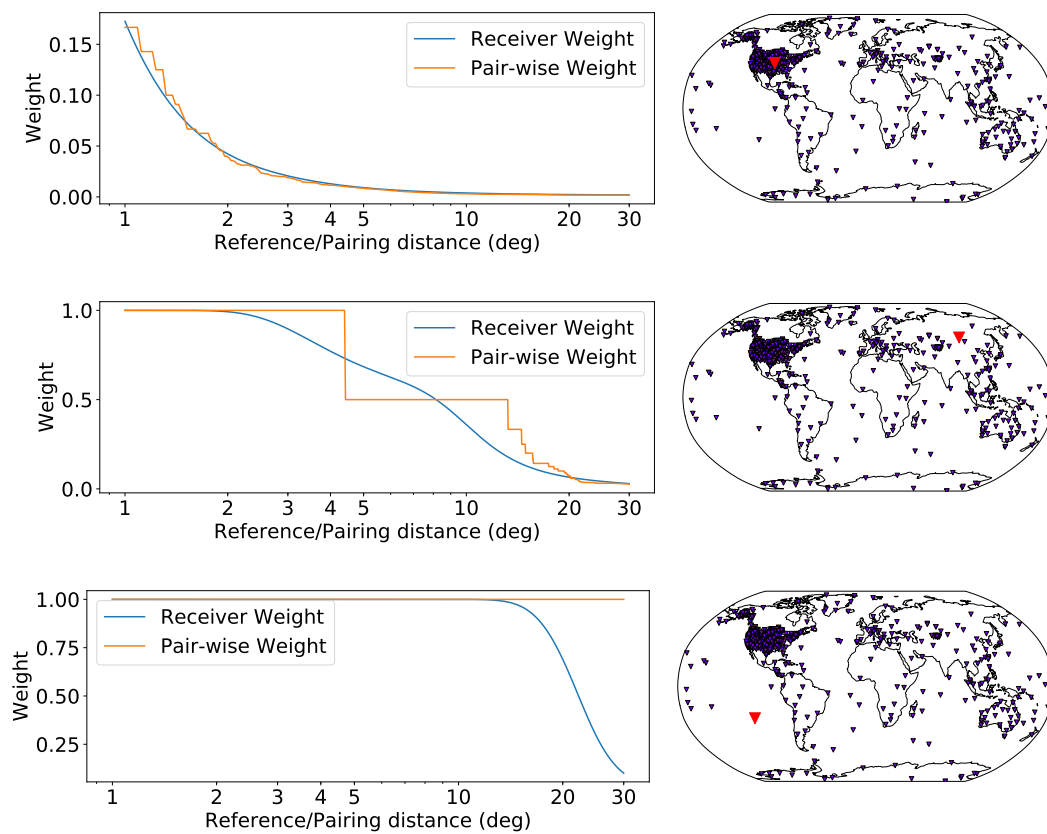 0.15
0.10
0.05
0.00
Weight
Receiver Weight
Pair-wise Weight
1 2 3 4 5 10 20 30
Reference/Pairing distance (deg)
1.0
0.5
0.0
Weight
Receiver Weight
Pair-wise Weight
1 2 3 4 5 10 20 30
Reference/Pairing distance (deg)
1.00
0.75
0.50
0.25
Weight
Receiver Weight
Pair-wise Weight
1 2 3 4 5 10 20 30
Reference/Pairing distance (deg)